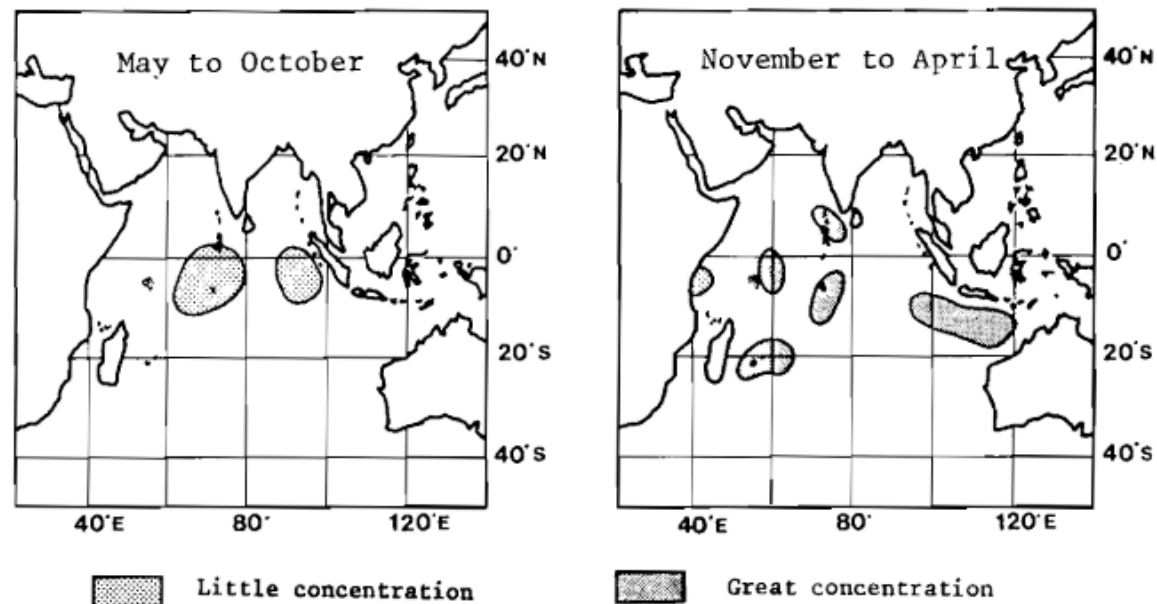 May to October
40°N
20°N
0°
20°S
40°S
40°E
80°
120°E
Little concentration
November to April
40°N
20°N
0°
20°S
40°S
40°E
80°
120°E
Great concentration